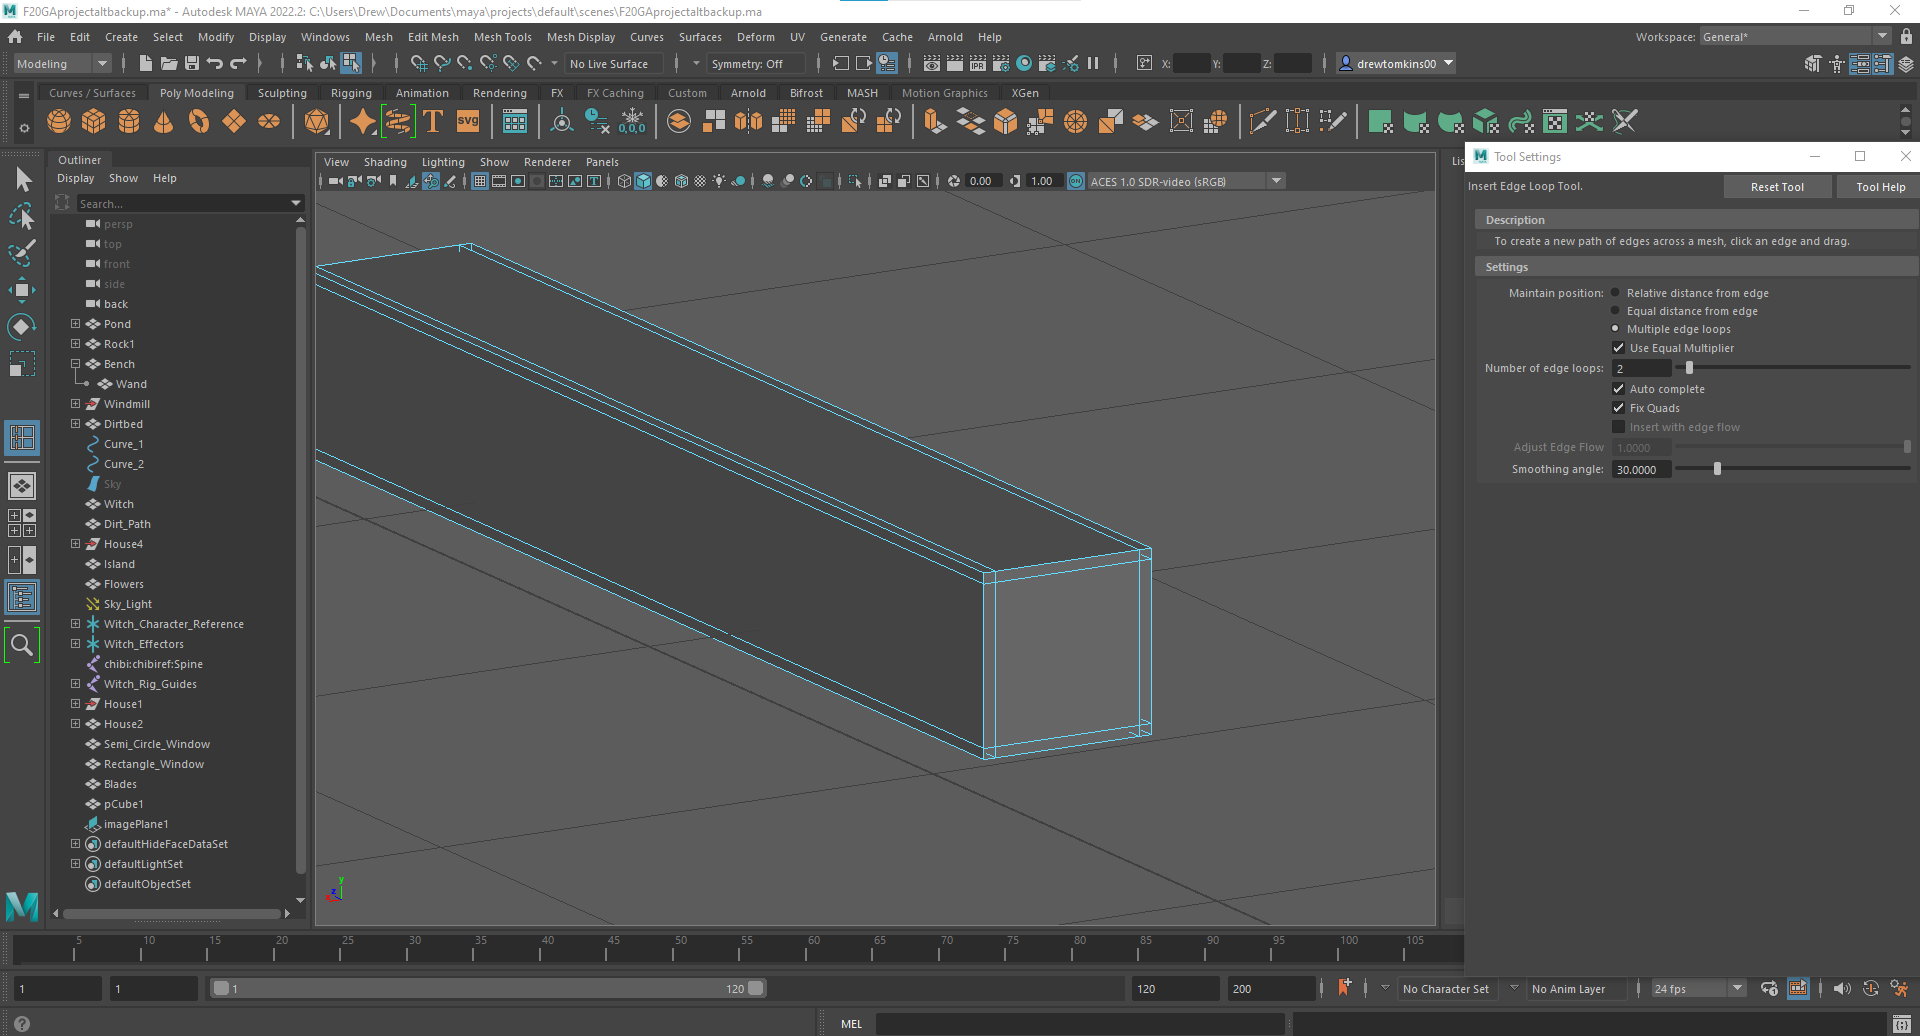 F20GAprojectaltbackup.ma* - Autodesk MAYA 2022.2: C:\Users\Drew\Documents\maya\projects\default\scenes\F20GAprojectaltbackup.ma
File Edit Create Select Modify Display Windows Mesh Edit Mesh Mesh Tools Mesh Display Curves Surfaces Deform UV Generate Cache Arnold Help Workspace: General*
Modeling No Live Surface Symmetry: Off IPR X: Y: Z: drewtomkins00
Curves / Surfaces Poly Modeling Sculpting Rigging Animation Rendering FX FX Caching Custom Arnold Bifrost MASH Motion Graphics XGen
T svg 0,0,0
Outliner
Display Show Help
Search...
persp
top
front
side
back
Pond
Rock1
Bench
Wand
Windmill
Dirtbed
Curve_1
Curve_2
Sky
Witch
Dirt_Path
House4
Island
Flowers
Sky_Light
Witch_Character_Reference
Witch_Effectors
chibi:chibiref:Spine
Witch_Rig_Guides
House1
House2
Semi_Circle_Window
Rectangle_Window
Blades
pCube1
imagePlane1
defaultHideFaceDataSet
defaultLightSet
defaultObjectSet
View Shading Lighting Show Renderer Panels
0.00 1.00 ON ACES 1.0 SDR-video (sRGB)
y
z
Lis
Tool Settings
Insert Edge Loop Tool. Reset Tool Tool Help
Description
To create a new path of edges across a mesh, click an edge and drag.
Settings
Maintain position: Relative distance from edge
Equal distance from edge
Multiple edge loops
Use Equal Multiplier
Number of edge loops: 2
Auto complete
Fix Quads
Insert with edge flow
Adjust Edge Flow 1.0000
Smoothing angle: 30.0000
5 10 15 20 25 30 35 40 45 50 55 60 65 70 75 80 85 90 95 100 105
1 1 1 120 120 200 No Character Set No Anim Layer 24 fps
MEL